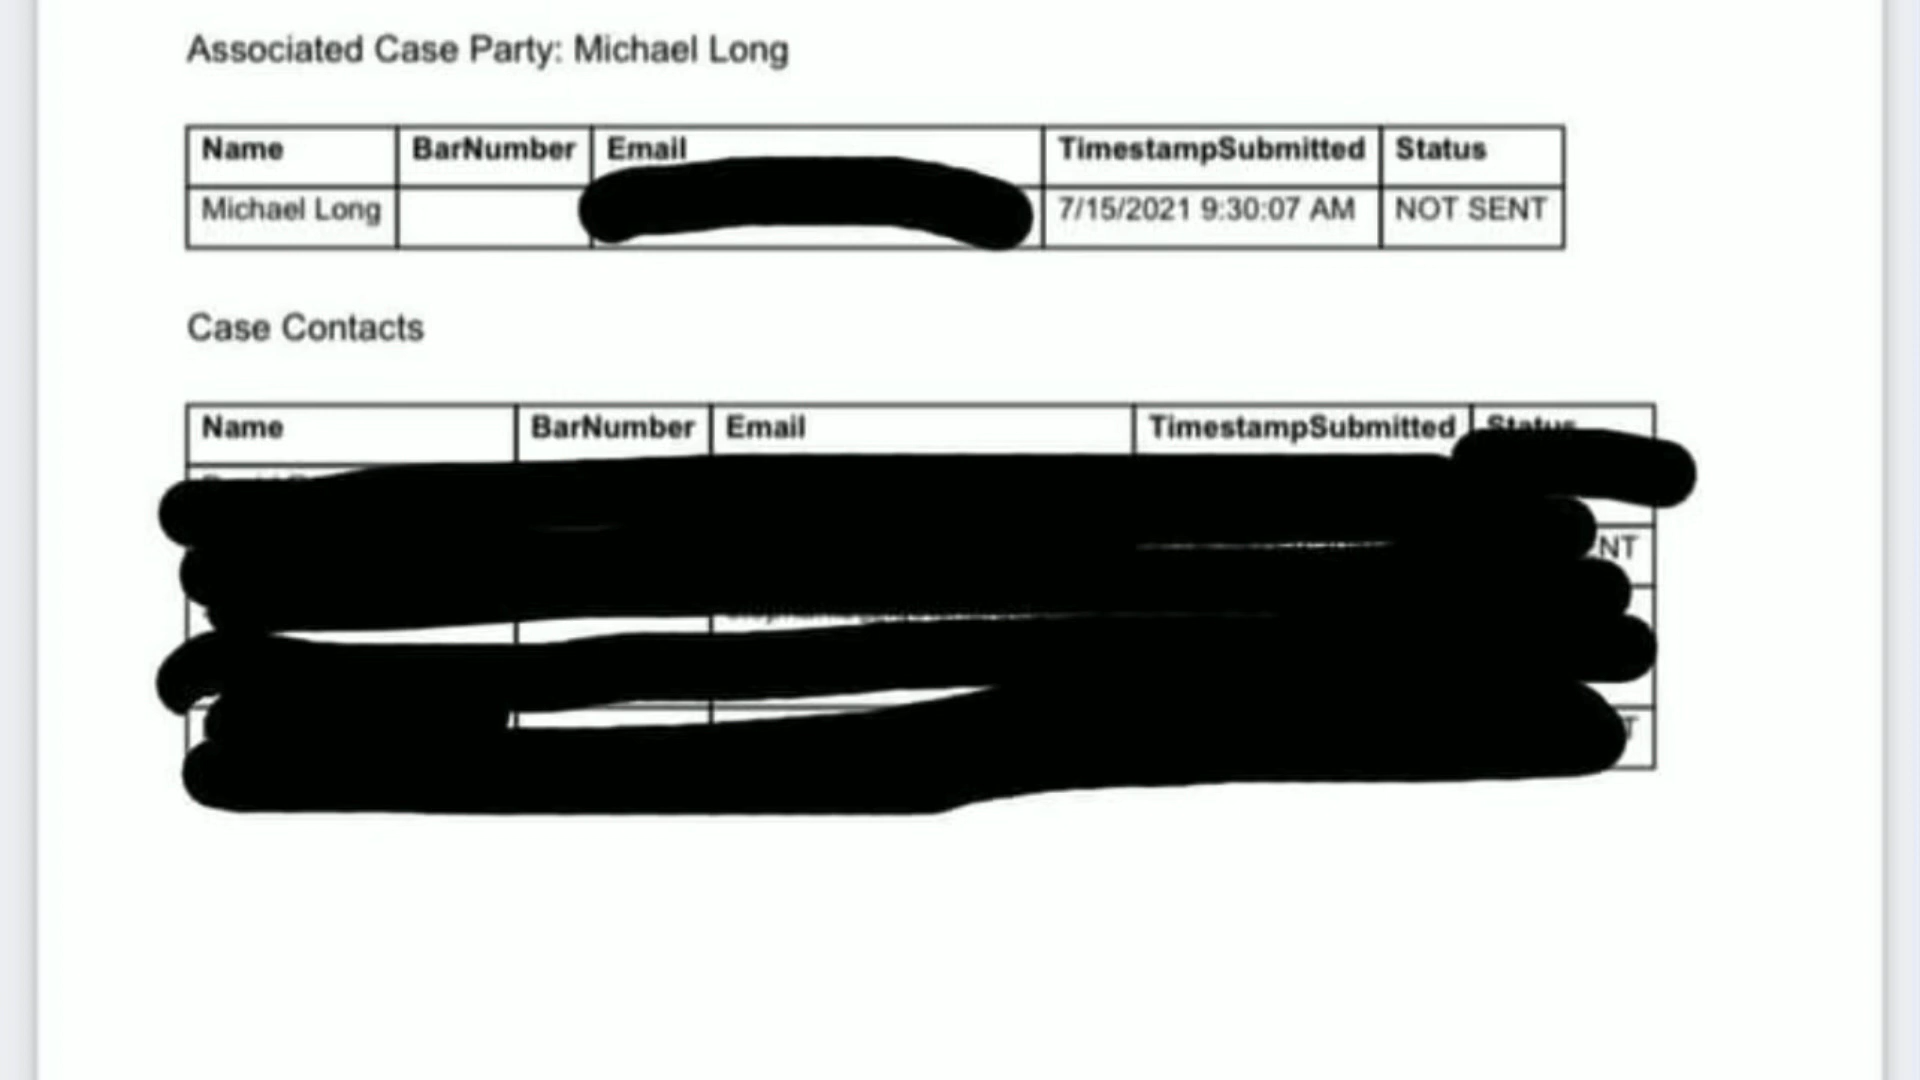 Associated Case Party: Michael Long
Name BarNumber Email TimestampSubmitted Status
Michael Long 7/15/2021 9:30:07 AM NOT SENT
Case Contacts
Name BarNumber Email TimestampSubmitted Status
NT
T